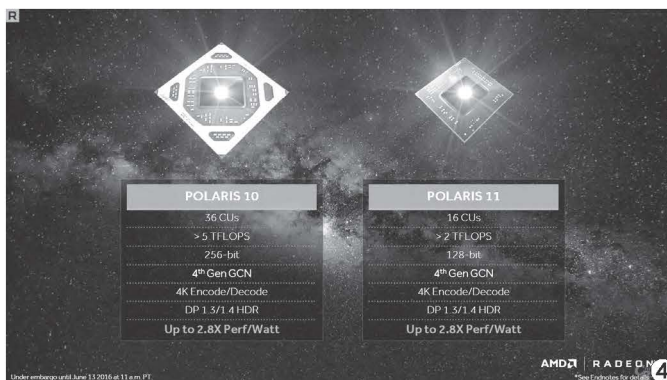 R
POLARIS 10
36 CUs
> 5 TFLOPS
256-bit
4th Gen GCN
4K Encode/Decode
DP 1.3/1.4 HDR
Up to 2.8X Perf/Watt
POLARIS 11
16 CUs
> 2 TFLOPS
128-bit
4th Gen GCN
4K Encode/Decode
DP 1.3/1.4 HDR
Up to 2.8X Perf/Watt
AMD RADEON
Under embargo until June 13 2016 at 11 a.m. PT.
*See Endnotes for details
4